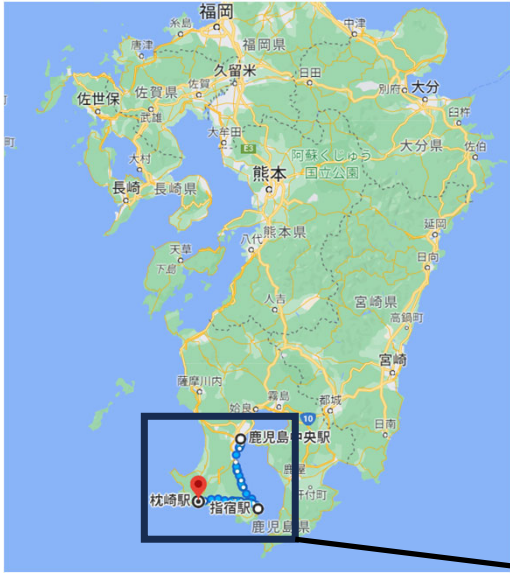 福岡
糸島
中津
唐津
福岡県
久留米
日田
佐賀県
佐賀
別府
大分
佐世保
武雄
臼杵
町
大牟田
E3
大分県
佐伯
大村
阿蘇くじゅう
国立公園
熊本
長崎
長崎県
延岡
八代
熊本県
天草
下島
日向
人吉
宮崎県
高鍋町
宮崎
薩摩川内
霧島
都城
姶良
10
日南
鹿児島中央駅
鹿屋
枕崎駅
指宿駅
肝付町
鹿児島県